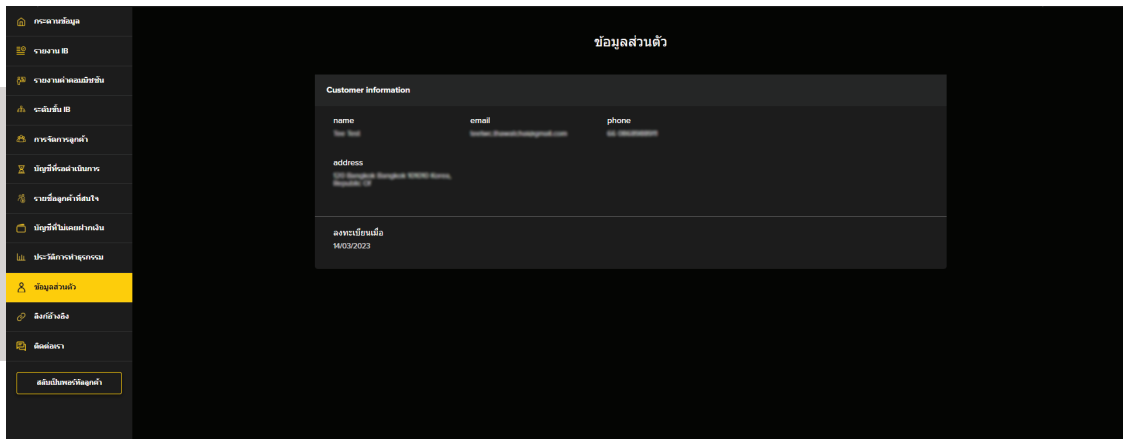 กระดานข้อมูล
รายงาน IB
รายงานค่าคอมมิชชั่น
ระดับชั้น IB
การจัดการลูกค้า
บัญชีที่รอดำเนินการ
รายชื่อลูกค้าที่สนใจ
บัญชีที่ไม่เคยฝากเงิน
ประวัติการทำธุรกรรม
ข้อมูลส่วนตัว
ลิงก์อ้างอิง
ติดต่อเรา
สลับเป็นพอร์ทัลลูกค้า
ข้อมูลส่วนตัว
Customer information
name email phone
address
ลงทะเบียนเมื่อ
14/03/2023